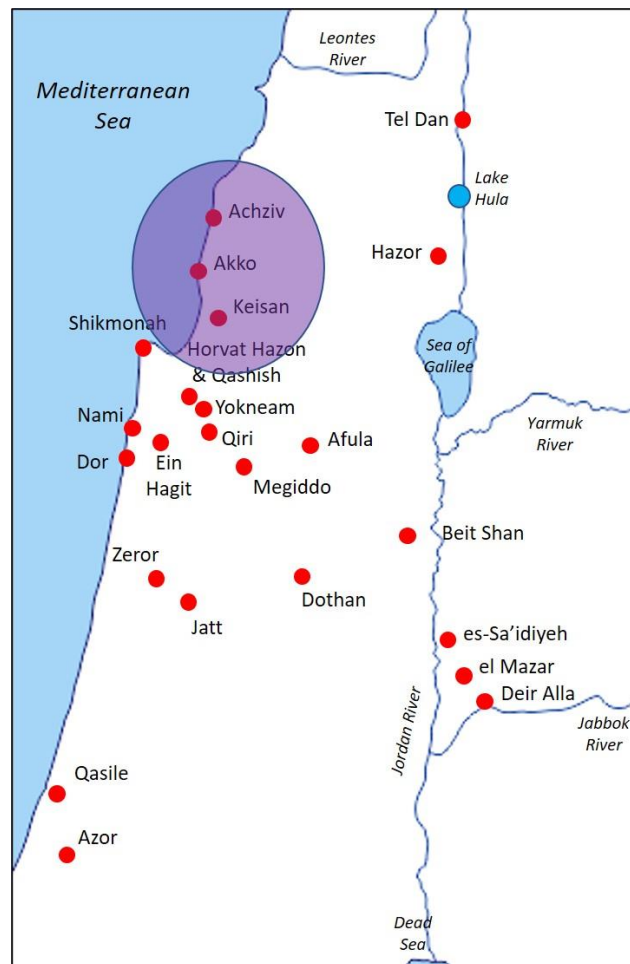 Leontes
River
Mediterranean
Sea
Tel Dan
Lake
Hula
Achziv
Hazor
Akko
Keisan
Shikmonah
Horvat Hazon
& Qashish
Sea of
Galilee
Nami
Yokneam
Yarmuk
River
Qiri
Afula
Dor
Ein
Hagit
Megiddo
Beit Shan
Zeror
Dothan
Jatt
es-Sa'idiyeh
el Mazar
Deir Alla
Jordan River
Jabbok
River
Qasile
Azor
Dead
Sea